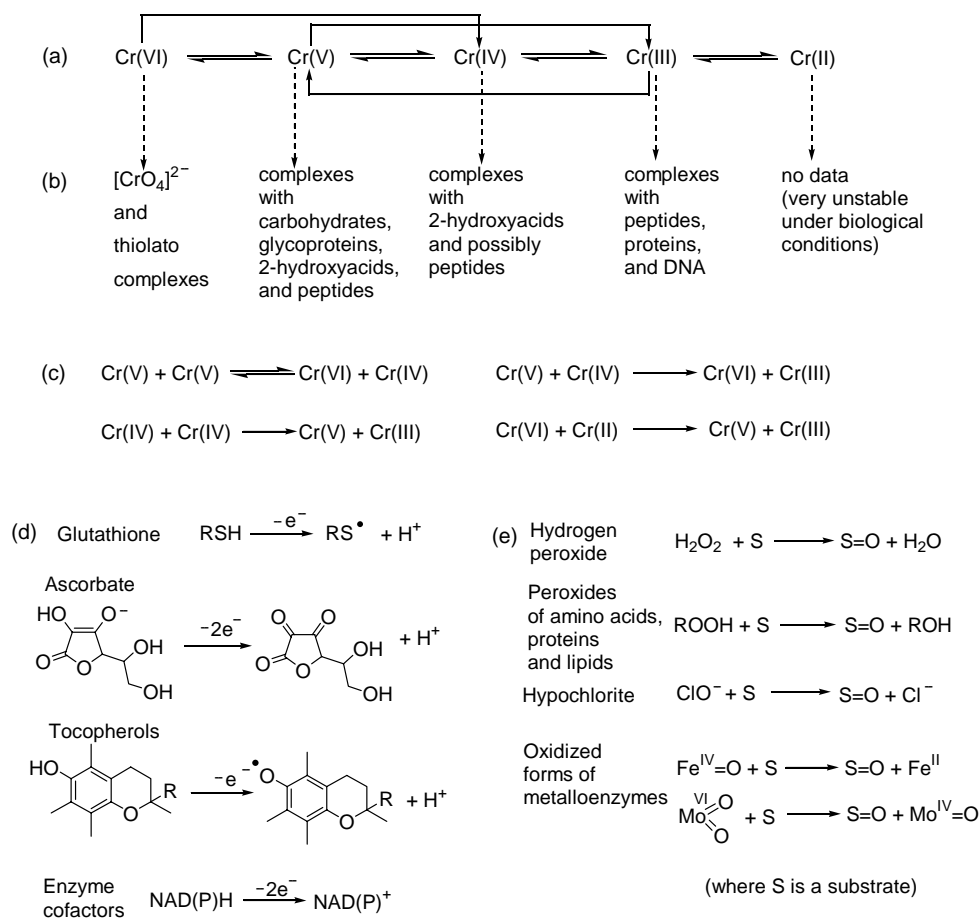 (a) Cr(VI) Cr(V) Cr(IV) Cr(III) Cr(II)
(b) [CrO₄]²⁻
and
thiolato
complexes
complexes
with
carbohydrates,
glycoproteins,
2-hydroxyacids,
and peptides
complexes
with
2-hydroxyacids
and possibly
peptides
complexes
with
peptides,
proteins,
and DNA
no data
(very unstable
under biological
conditions)
(c) Cr(V) + Cr(V) ⇌ Cr(VI) + Cr(IV) Cr(V) + Cr(IV) → Cr(VI) + Cr(III)
Cr(IV) + Cr(IV) → Cr(V) + Cr(III) Cr(VI) + Cr(II) → Cr(V) + Cr(III)
(d) Glutathione RSH −e⁻ → RS• + H⁺
Ascorbate
HO O⁻ OH O O OH −2e⁻ O O O O OH OH + H⁺
Tocopherols
HO O R −e⁻ •O O R + H⁺
Enzyme
cofactors
NAD(P)H −2e⁻ → NAD(P)⁺
(e) Hydrogen
peroxide
H₂O₂ + S → S=O + H₂O
Peroxides
of amino acids,
proteins
and lipids
ROOH + S → S=O + ROH
Hypochlorite ClO⁻ + S → S=O + Cl⁻
Oxidized
forms of
metalloenzymes
Feᴵⱽ=O + S → S=O + Feᴵᴵ
VI
Mo O O + S → S=O + Moᴵⱽ=O
(where S is a substrate)